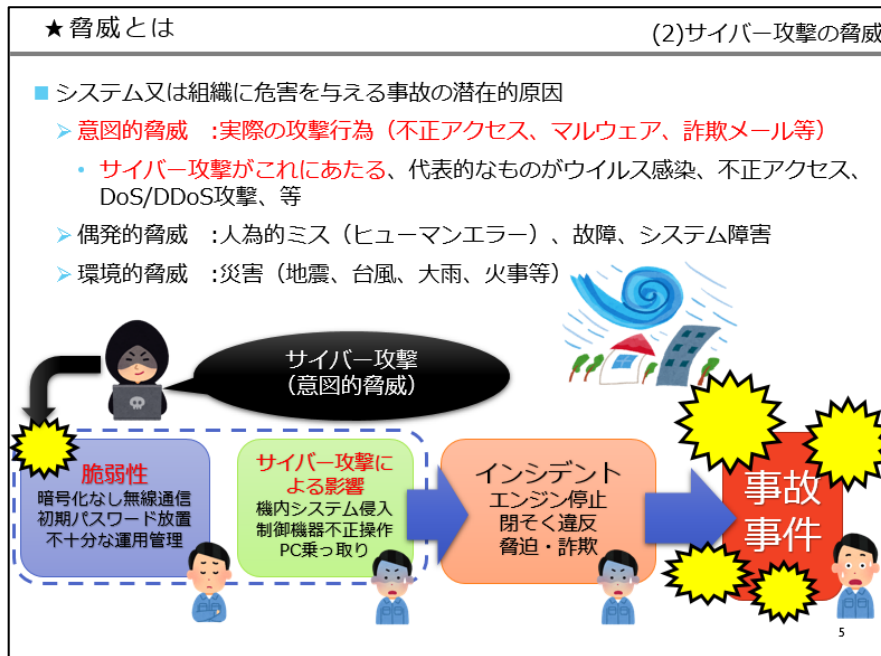 ★脅威とは
(2)サイバー攻撃の脅威
■ システム又は組織に危害を与える事故の潜在的原因
➢ 意図的脅威 :実際の攻撃行為（不正アクセス、マルウェア、詐欺メール等）
• サイバー攻撃がこれにあたる、代表的なものがウイルス感染、不正アクセス、
DoS/DDoS攻撃、等
➢ 偶発的脅威 :人為的ミス（ヒューマンエラー）、故障、システム障害
➢ 環境的脅威 :災害（地震、台風、大雨、火事等）
サイバー攻撃
（意図的脅威）
脆弱性
暗号化なし無線通信
初期パスワード放置
不十分な運用管理
サイバー攻撃に
よる影響
機内システム侵入
制御機器不正操作
PC乗っ取り
インシデント
エンジン停止
閉そく違反
脅迫・詐欺
事故
事件
5